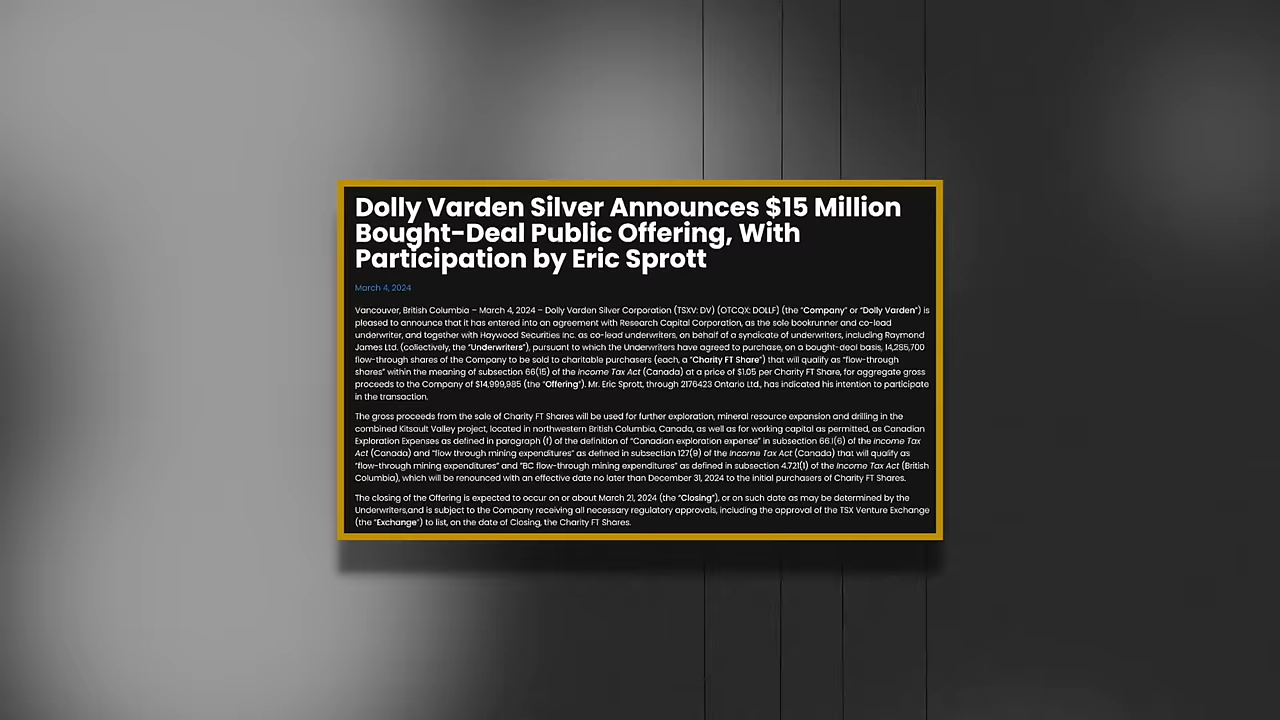 Dolly Varden Silver Announces $15 Million
Bought-Deal Public Offering, With
Participation by Eric Sprott
March 4, 2024
Vancouver, British Columbia – March 4, 2024 – Dolly Varden Silver Corporation (TSXV: DV) (OTCQX: DOLLF) (the "Company" or "Dolly Varden") is
pleased to announce that it has entered into an agreement with Research Capital Corporation, as the sole bookrunner and co-lead
underwriter, and together with Haywood Securities Inc. as co-lead underwriters, on behalf of a syndicate of underwriters, including Raymond
James Ltd. (collectively, the "Underwriters"), pursuant to which the Underwriters have agreed to purchase, on a bought-deal basis, 14,285,700
flow-through shares of the Company to be sold to charitable purchasers (each, a "Charity FT Share") that will qualify as "flow-through
shares" within the meaning of subsection 66(15) of the Income Tax Act (Canada) at a price of $1.05 per Charity FT Share, for aggregate gross
proceeds to the Company of $14,999,985 (the "Offering"). Mr. Eric Sprott, through 2176423 Ontario Ltd., has indicated his intention to participate
in the transaction.
The gross proceeds from the sale of Charity FT Shares will be used for further exploration, mineral resource expansion and drilling in the
combined Kitsault Valley project, located in northwestern British Columbia, Canada, as well as for working capital as permitted, as Canadian
Exploration Expenses as defined in paragraph (f) of the definition of "Canadian exploration expense" in subsection 66.1(6) of the Income Tax
Act (Canada) and "flow through mining expenditures" as defined in subsection 127(9) of the Income Tax Act (Canada) that will qualify as
"flow-through mining expenditures" and "BC flow-through mining expenditures" as defined in subsection 4.721(1) of the Income Tax Act (British
Columbia), which will be renounced with an effective date no later than December 31, 2024 to the initial purchasers of Charity FT Shares.
The closing of the Offering is expected to occur on or about March 21, 2024 (the "Closing"), or on such date as may be determined by the
Underwriters,and is subject to the Company receiving all necessary regulatory approvals, including the approval of the TSX Venture Exchange
(the "Exchange") to list, on the date of Closing, the Charity FT Shares.